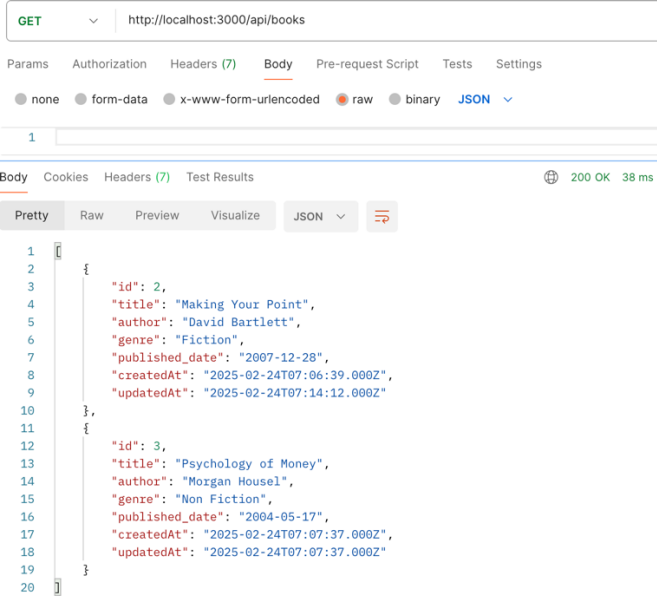 GET http://localhost:3000/api/books
Params Authorization Headers (7) Body Pre-request Script Tests Settings
none form-data x-www-form-urlencoded raw binary JSON
1
Body Cookies Headers (7) Test Results 200 OK 38 ms
Pretty Raw Preview Visualize JSON
1 [
2 {
3 "id": 2,
4 "title": "Making Your Point",
5 "author": "David Bartlett",
6 "genre": "Fiction",
7 "published_date": "2007-12-28",
8 "createdAt": "2025-02-24T07:06:39.000Z",
9 "updatedAt": "2025-02-24T07:14:12.000Z"
10 },
11 {
12 "id": 3,
13 "title": "Psychology of Money",
14 "author": "Morgan Housel",
15 "genre": "Non Fiction",
16 "published_date": "2004-05-17",
17 "createdAt": "2025-02-24T07:07:37.000Z",
18 "updatedAt": "2025-02-24T07:07:37.000Z"
19 }
20 ]